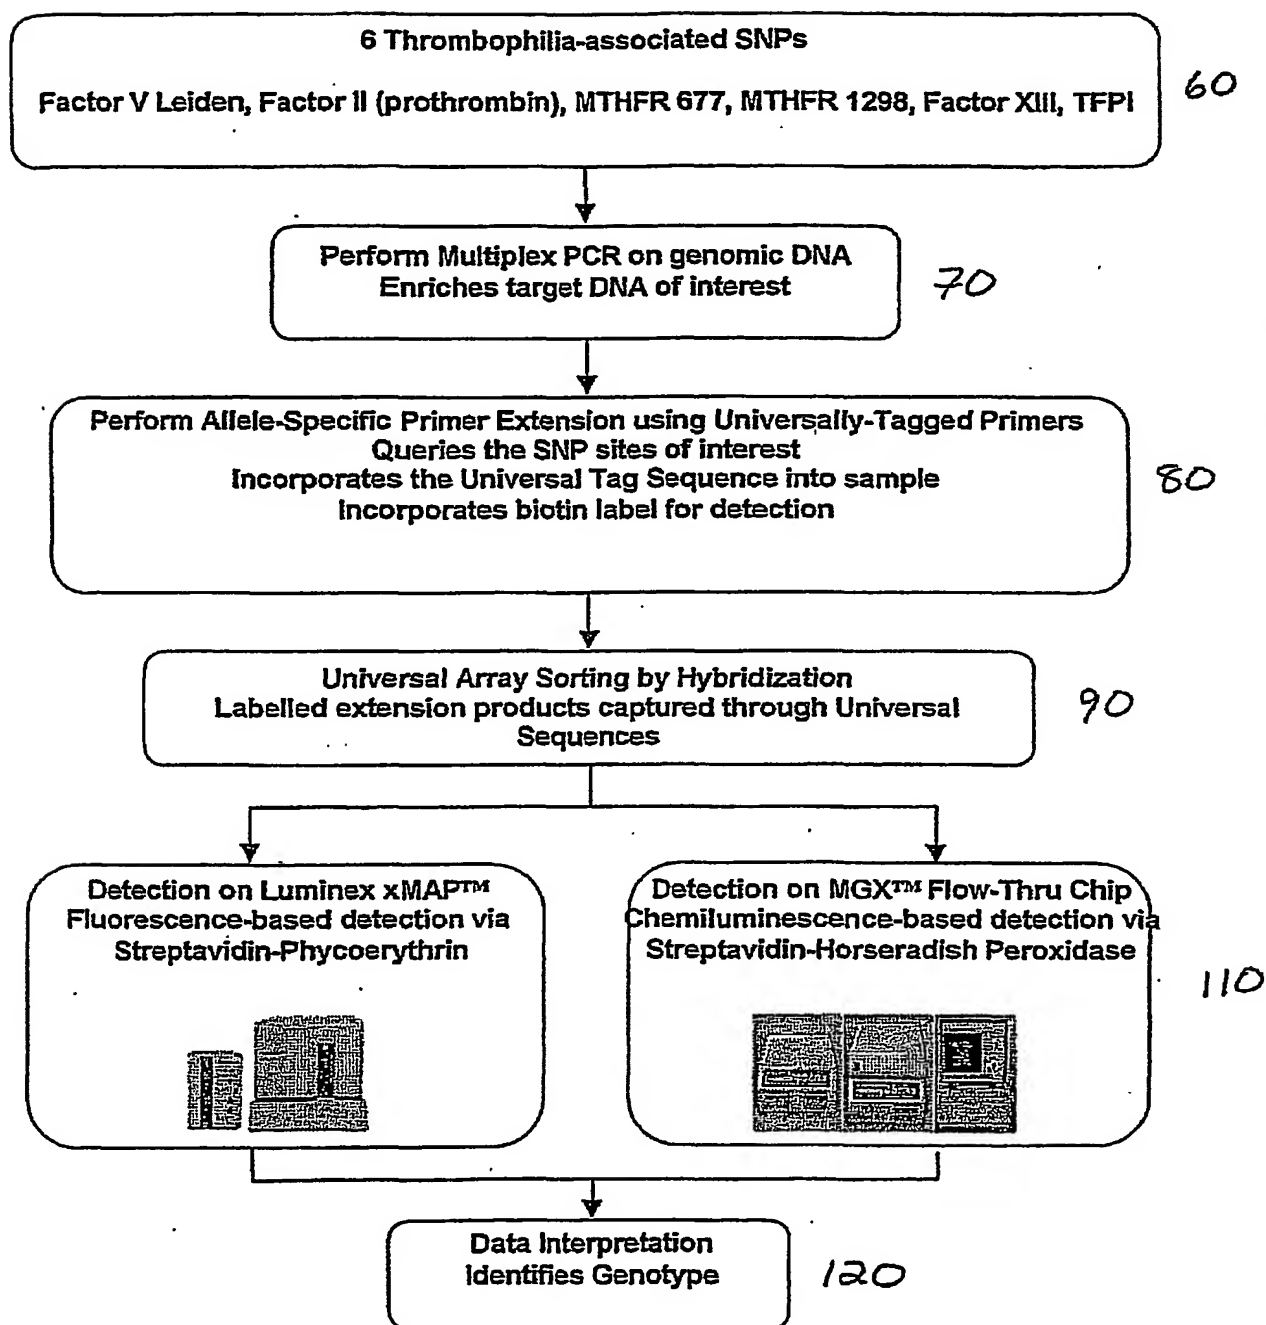 6 Thrombophilia-associated SNPs
Factor V Leiden, Factor II (prothrombin), MTHFR 677, MTHFR 1298, Factor XIII, TFPI
60
Perform Multiplex PCR on genomic DNA
Enriches target DNA of interest
70
Perform Allele-Specific Primer Extension using Universally-Tagged Primers
Queries the SNP sites of interest
Incorporates the Universal Tag Sequence into sample
Incorporates biotin label for detection
80
Universal Array Sorting by Hybridization
Labelled extension products captured through Universal
Sequences
90
Detection on Luminex xMAP™
Fluorescence-based detection via
Streptavidin-Phycoerythrin
Detection on MGX™ Flow-Thru Chip
Chemiluminescence-based detection via
Streptavidin-Horseradish Peroxidase
110
Data Interpretation
Identifies Genotype
120